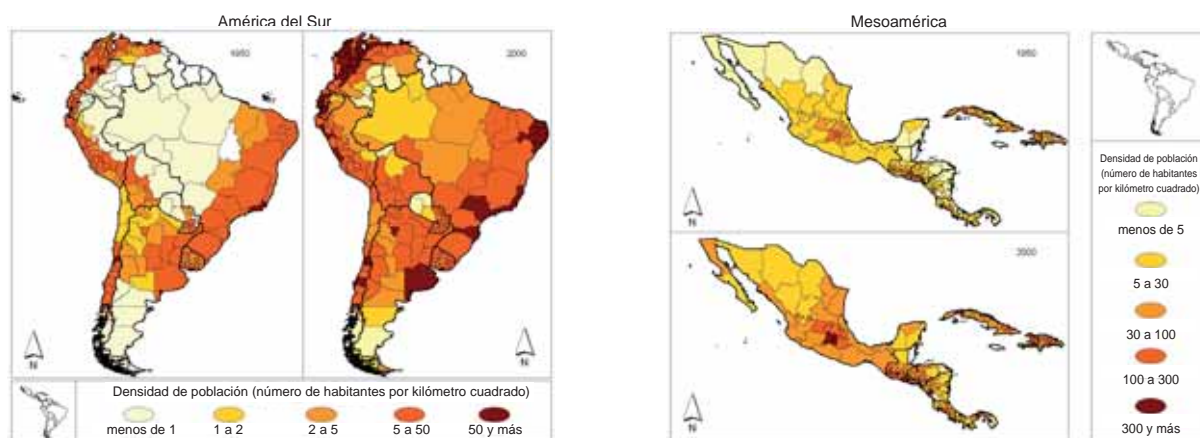 América del Sur
1950
2000
N
N
Densidad de población (número de habitantes por kilómetro cuadrado)
menos de 1
1 a 2
2 a 5
5 a 50
50 y más
Mesoamérica
1950
N
2000
N
Densidad de población
(número de habitantes
por kilómetro cuadrado)
menos de 5
5 a 30
30 a 100
100 a 300
300 y más